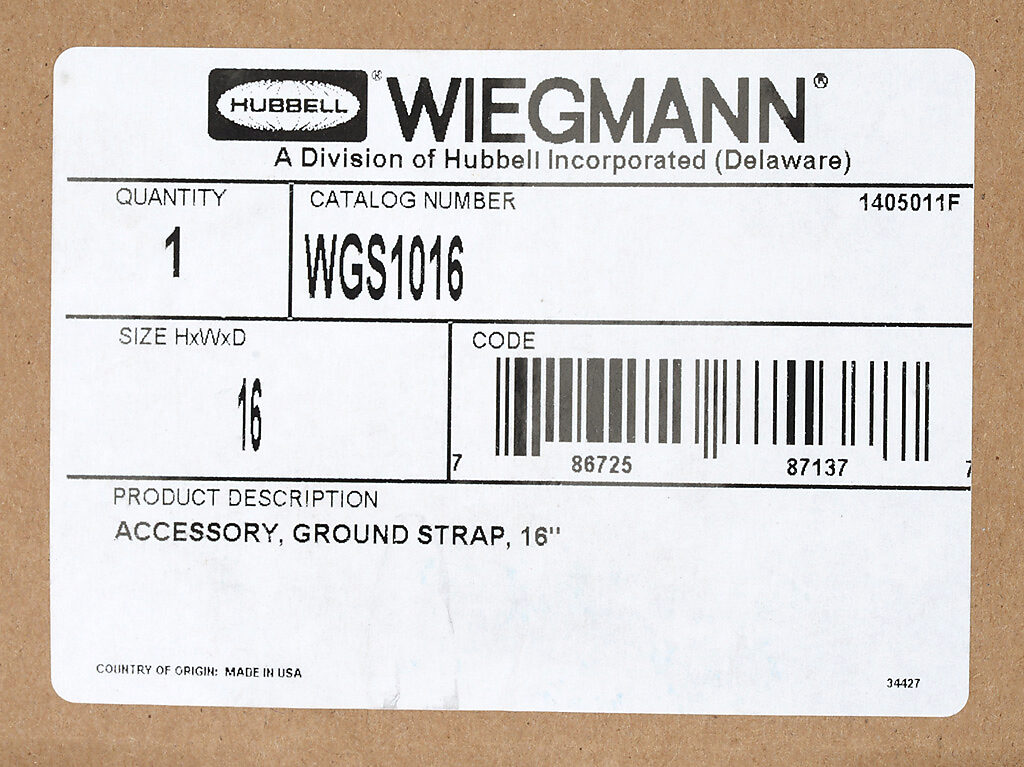 HUBBELL® WIEGMANN®
A Division of Hubbell Incorporated (Delaware)
QUANTITY
1
CATALOG NUMBER 1405011F
WGS1016
SIZE HxWxD
16
CODE
7 86725 87137 7
PRODUCT DESCRIPTION
ACCESSORY, GROUND STRAP, 16"
COUNTRY OF ORIGIN: MADE IN USA
34427